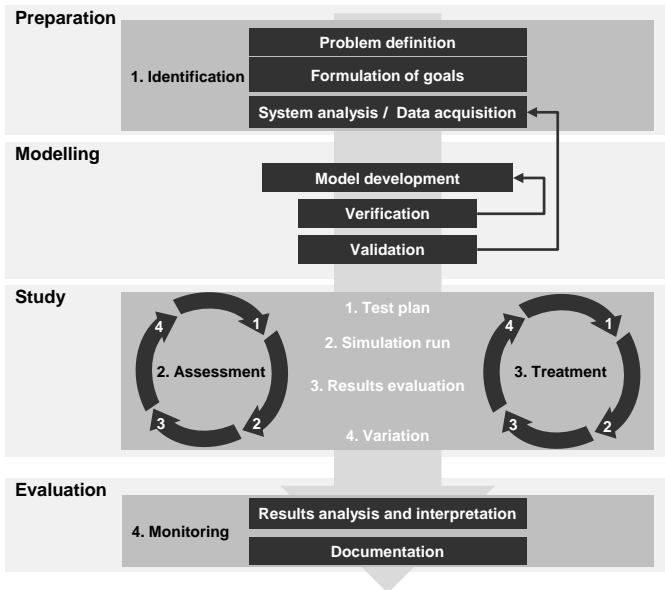 Preparation
1. Identification
Problem definition
Formulation of goals
System analysis / Data acquisition
Modelling
Model development
Verification
Validation
Study
4
1
2. Assessment
3
2
1. Test plan
2. Simulation run
3. Results evaluation
4. Variation
4
1
3. Treatment
3
2
Evaluation
4. Monitoring
Results analysis and interpretation
Documentation